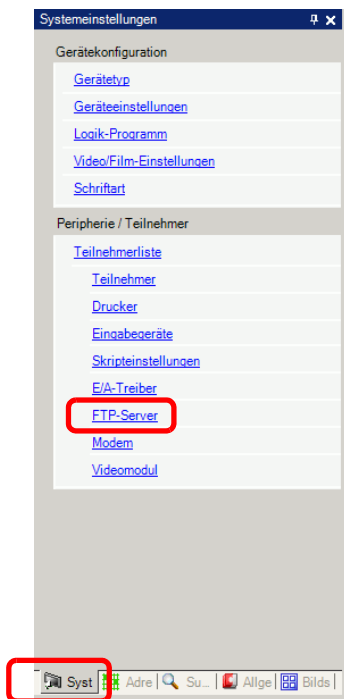 Systemeinstellungen
Gerätekonfiguration
Gerätetyp
Geräteeinstellungen
Logik-Programm
Video/Film-Einstellungen
Schriftart
Peripherie / Teilnehmer
Teilnehmerliste
Teilnehmer
Drucker
Eingabegeräte
Skripteinstellungen
E/A-Treiber
FTP-Server
Modem
Videomodul
Syst Adre Su... Allge Bilds